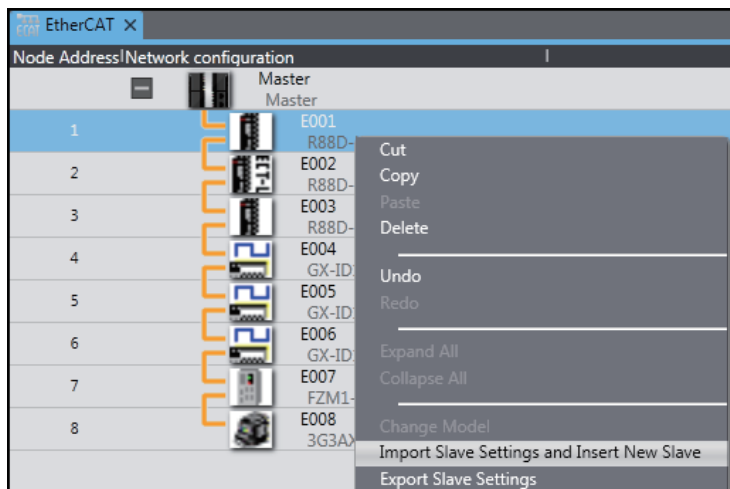 EtherCAT
Node Address Network configuration
Master
Master
1 E001
R88D-
2 E002
R88D-
3 E003
R88D-
4 E004
GX-ID
5 E005
GX-ID
6 E006
GX-ID
7 E007
FZM1-
8 E008
3G3AX
Cut
Copy
Paste
Delete
Undo
Redo
Expand All
Collapse All
Change Model
Import Slave Settings and Insert New Slave
Export Slave Settings